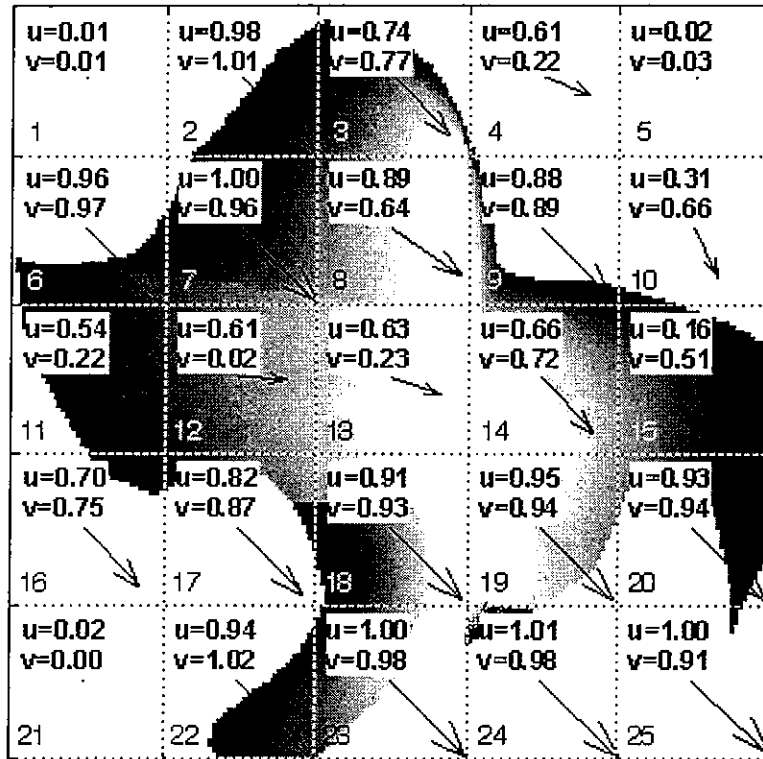 u=0.01 u=0.98 u=0.74 u=0.61 u=0.02
v=0.01 v=1.01 v=0.77 v=0.22 v=0.03
1 2 3 4 5
u=0.96 u=1.00 u=0.89 u=0.88 u=0.31
v=0.97 v=0.96 v=0.64 v=0.89 v=0.66
6 7 8 9 10
u=0.54 u=0.61 u=0.63 u=0.66 u=0.16
v=0.22 v=0.02 v=0.23 v=0.72 v=0.51
11 12 13 14 15
u=0.70 u=0.82 u=0.91 u=0.95 u=0.93
v=0.75 v=0.87 v=0.93 v=0.94 v=0.94
16 17 18 19 20
u=0.02 u=0.94 u=1.00 u=1.01 u=1.00
v=0.00 v=1.02 v=0.98 v=0.98 v=0.91
21 22 23 24 25